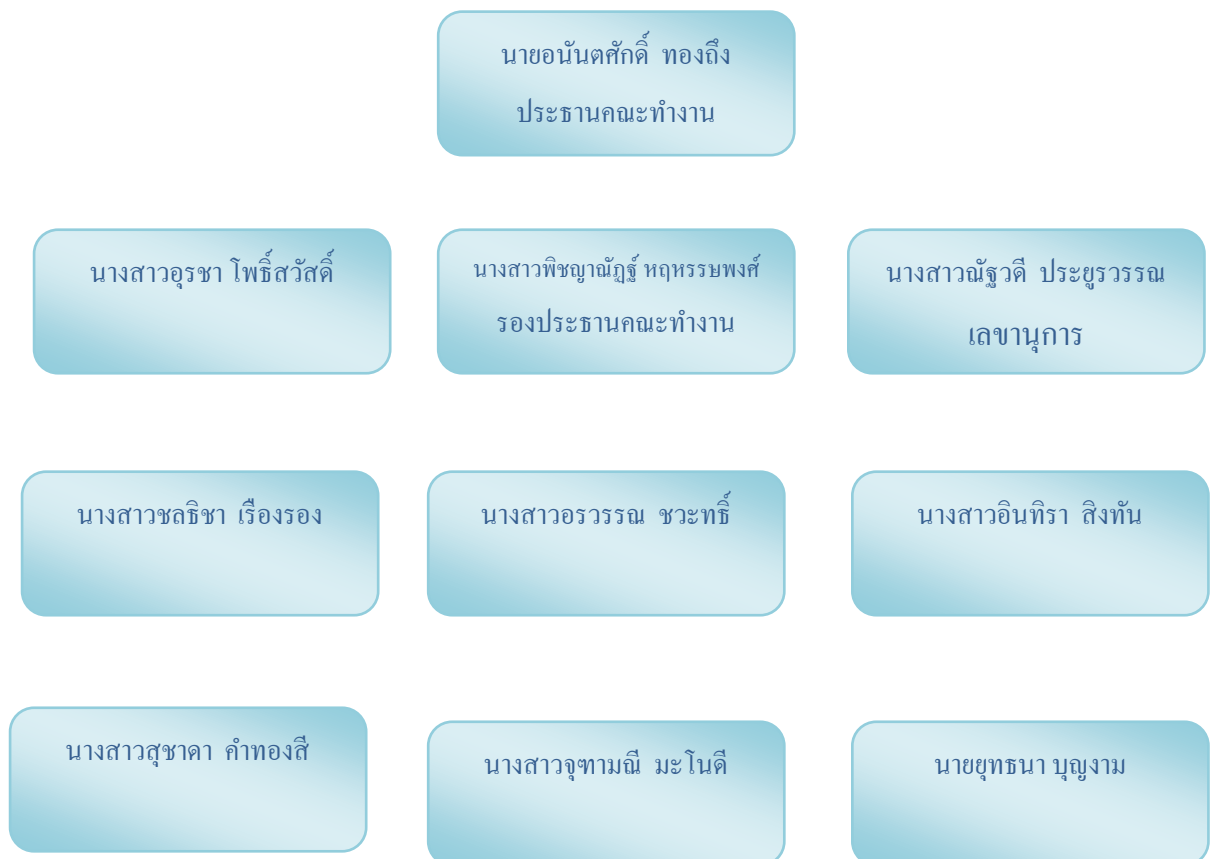 นายอนันตศักดิ์ ทองถึง
ประธานคณะทำงาน
นางสาวอุรชา โพธิ์สวัสดิ์
นางสาวพิชญาณัฏฐ์ หฤหรรษพงศ์
รองประธานคณะทำงาน
นางสาวณัฐวดี ประยูรวรรณ
เลขานุการ
นางสาวชลธิชา เรืองรอง
นางสาวอรวรรณ ชวะทธิ์
นางสาวอินทิรา สิงทัน
นางสาวสุชาดา คำทองสี
นางสาวจุฑามณี มะโนดี
นายยุทธนา บุญงาม